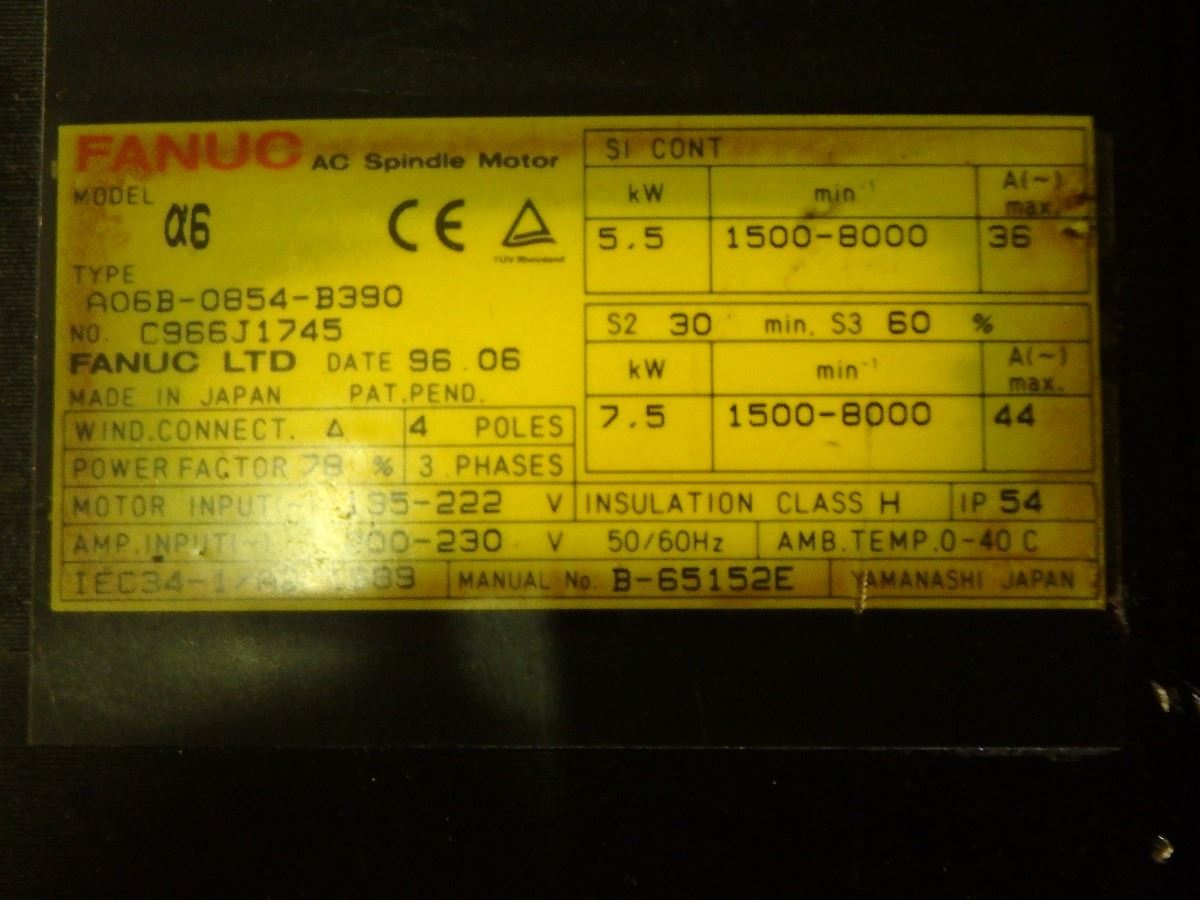 FANUC AC Spindle Motor
MODEL
α6
CE
TÜV Rheinland
TYPE
A06B-0854-B390
NO. C966J1745
FANUC LTD DATE 96.06
MADE IN JAPAN PAT.PEND.
WIND.CONNECT. Δ 4 POLES
POWER FACTOR 78 % 3 PHASES
S1 CONT
kW min⁻¹ A(~) max.
5.5 1500-8000 36
S2 30 min, S3 60 %
kW min⁻¹ A(~) max.
7.5 1500-8000 44
MOTOR INPUT V INSULATION CLASS H IP 54
AMP.INPUT(~) V 50/60Hz AMB.TEMP.0-40 C
MANUAL No. B-65152E YAMANASHI JAPAN